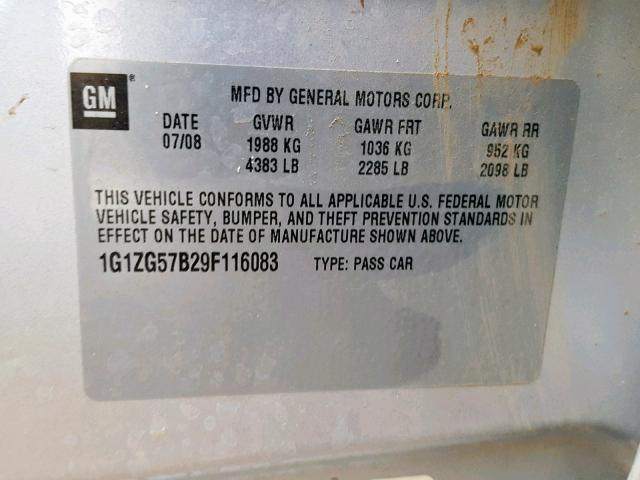 GM ®
MFD BY GENERAL MOTORS CORP.
DATE GVWR GAWR FRT GAWR RR
07/08 1988 KG 1036 KG 952 KG
4383 LB 2285 LB 2098 LB
THIS VEHICLE CONFORMS TO ALL APPLICABLE U.S. FEDERAL MOTOR
VEHICLE SAFETY, BUMPER, AND THEFT PREVENTION STANDARDS IN
EFFECT ON THE DATE OF MANUFACTURE SHOWN ABOVE.
1G1ZG57B29F116083 TYPE: PASS CAR